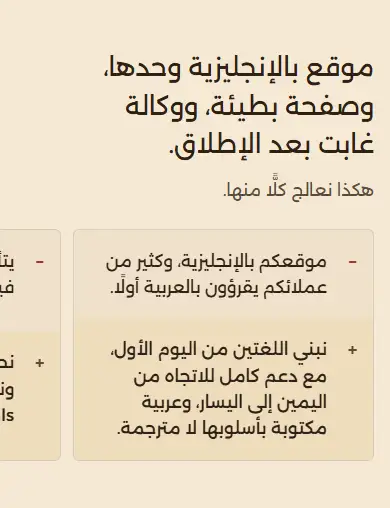 موقع بالإنجليزية وحدها،
وصفحة بطيئة، ووكالة
غابت بعد الإطلاق.
هكذا نعالج كلًّا منها.
− موقعكم بالإنجليزية، وكثير من
عملائكم يقرؤون بالعربية أولًا.
+ نبني اللغتين من اليوم الأول،
مع دعم كامل للاتجاه من
اليمين إلى اليسار، وعربية
مكتوبة بأسلوبها لا مترجمة.
−
+